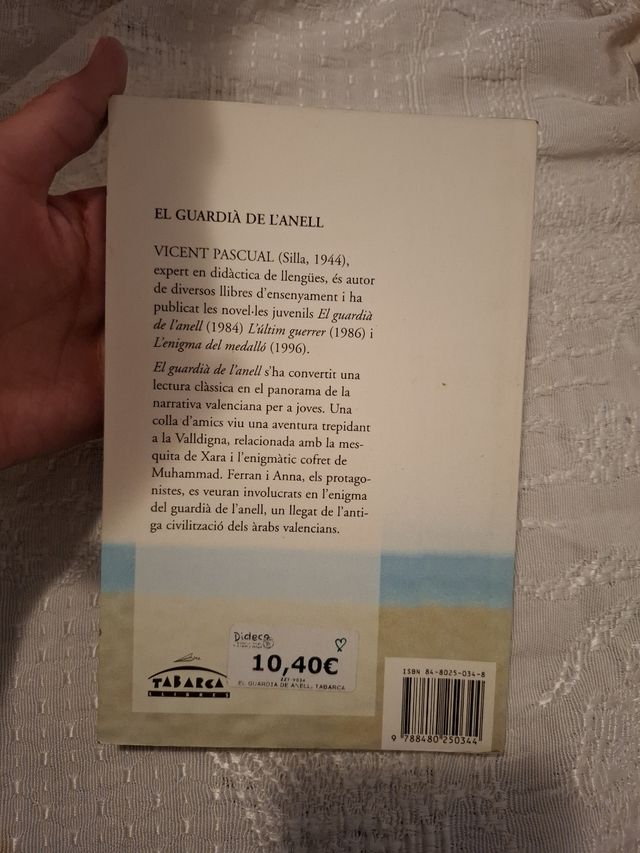 EL GUARDIÀ DE L'ANELL
VICENT PASCUAL (Silla, 1944),
expert en didàctica de llengües, és autor
de diversos llibres d'ensenyament i ha
publicat les novel·les juvenils El guardià
de l'anell (1984) L'últim guerrer (1986) i
L'enigma del medalló (1996).
El guardià de l'anell s'ha convertit una
lectura clàssica en el panorama de la
narrativa valenciana per a joves. Una
colla d'amics viu una aventura trepidant
a la Valldigna, relacionada amb la mes-
quita de Xara i l'enigmàtic cofret de
Muhammad. Ferran i Anna, els protago-
nistes, es veuran involucrats en l'enigma
del guardià de l'anell, un llegat de l'anti-
ga civilització dels àrabs valencians.
Dideco
10,40€
EL GUARDIA DE ANELL, TABARCA
TABARCA
LLIBRES
ISBN 84-8025-034-8
9 788480 250344